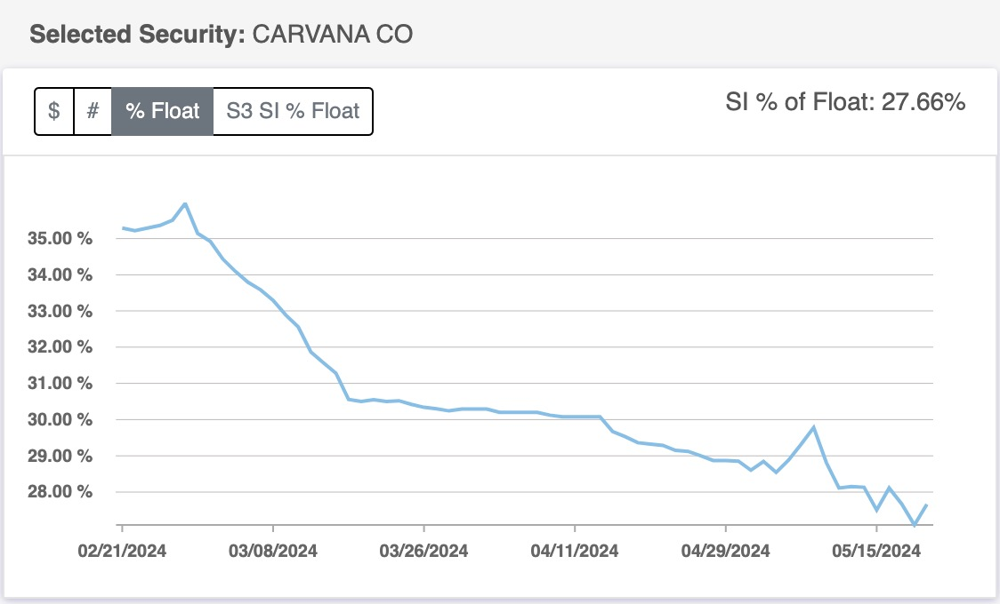 Selected Security: CARVANA CO
$ # % Float S3 SI % Float SI % of Float: 27.66%
35.00 %
34.00 %
33.00 %
32.00 %
31.00 %
30.00 %
29.00 %
28.00 %
02/21/2024 03/08/2024 03/26/2024 04/11/2024 04/29/2024 05/15/2024